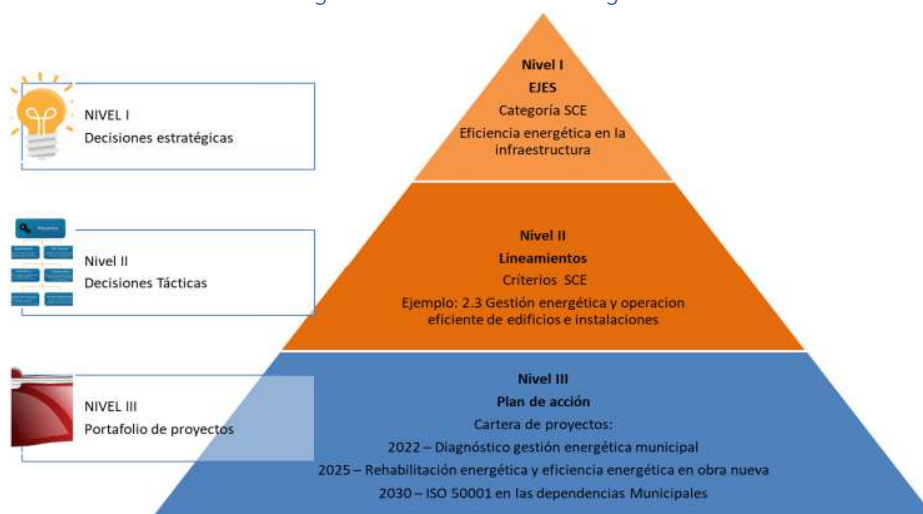 NIVEL I
Decisiones estratégicas
Nivel II
Decisiones Tácticas
NIVEL III
Portafolio de proyectos
Nivel I
EJES
Categoría SCE
Eficiencia energética en la
infraestructura
Nivel II
Lineamientos
Críterios SCE
Ejemplo: 2.3 Gestión energética y operacion
eficiente de edificios e instalaciones
Nivel III
Plan de acción
Cartera de proyectos:
2022 – Diagnóstico gestión energética municipal
2025 – Rehabilitación energética y eficiencia energética en obra nueva
2030 – ISO 50001 en las dependencias Municipales